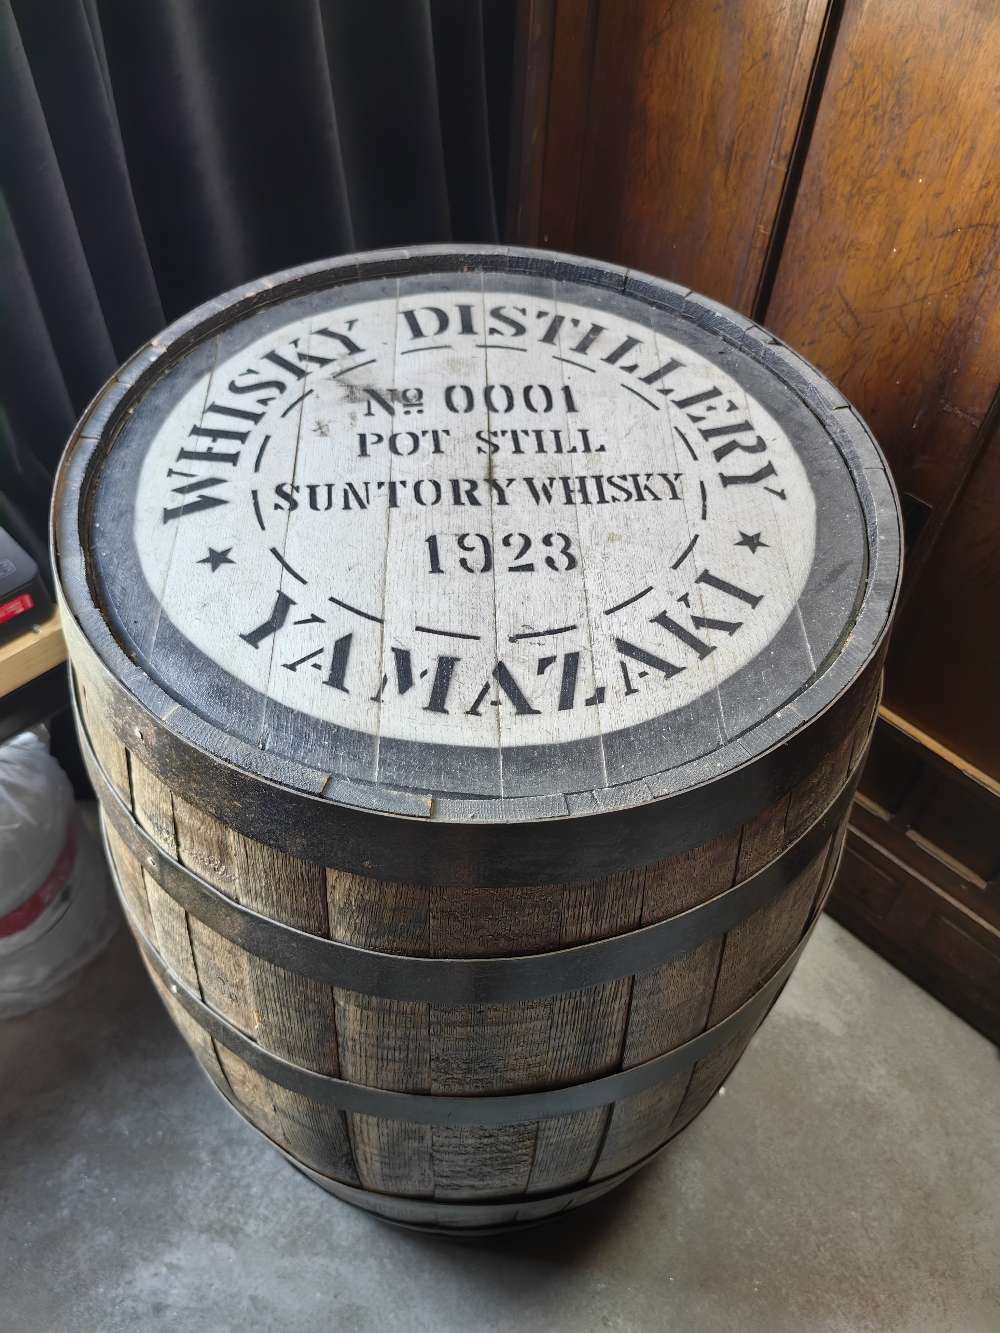 WHISKY DISTILLERY
No 0001
POT STILL
SUNTORY WHISKY
1923
★ YAMAZAKI ★